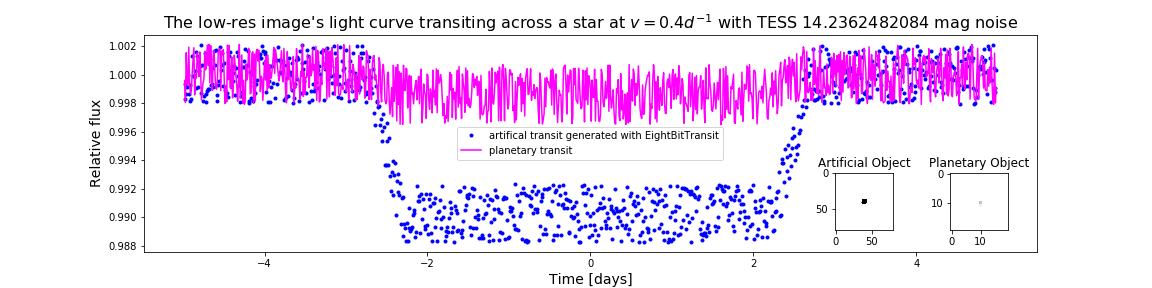 The low-res image's light curve transiting across a star at v = 0.4d⁻¹ with TESS 14.2362482084 mag noise
Relative flux
1.002
1.000
0.998
0.996
0.994
0.992
0.990
0.988
artifical transit generated with EightBitTransit
planetary transit
Artificial Object
0
50
0 50
Planetary Object
0
10
0 10
−4 −2 0 2 4
Time [days]